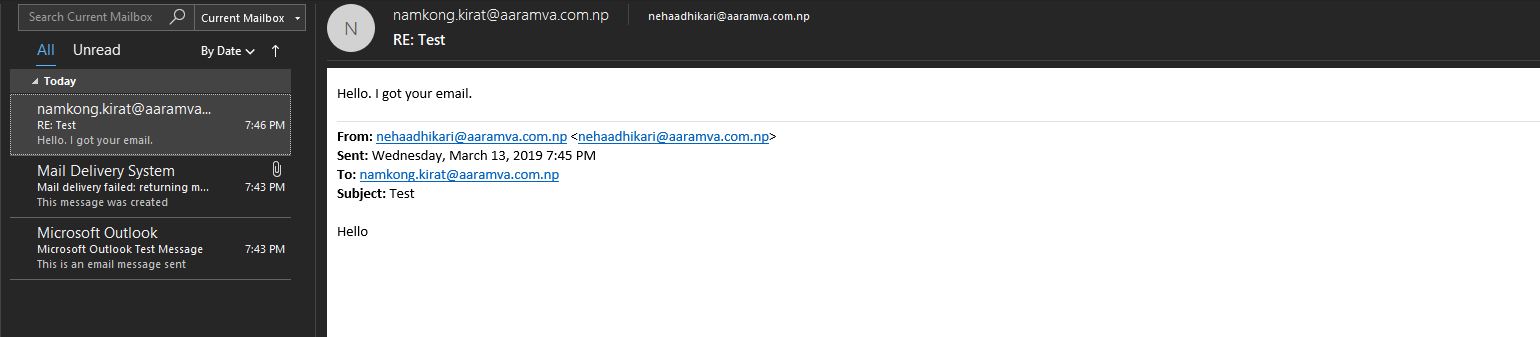 Search Current Mailbox
Current Mailbox
All Unread By Date
Today
namkong.kirat@aaramva...
RE: Test 7:46 PM
Hello. I got your email.
Mail Delivery System
Mail delivery failed: returning m... 7:43 PM
This message was created
Microsoft Outlook
Microsoft Outlook Test Message 7:43 PM
This is an email message sent
N
namkong.kirat@aaramva.com.np nehaadhikari@aaramva.com.np
RE: Test
Hello. I got your email.
From: nehaadhikari@aaramva.com.np <nehaadhikari@aaramva.com.np>
Sent: Wednesday, March 13, 2019 7:45 PM
To: namkong.kirat@aaramva.com.np
Subject: Test
Hello